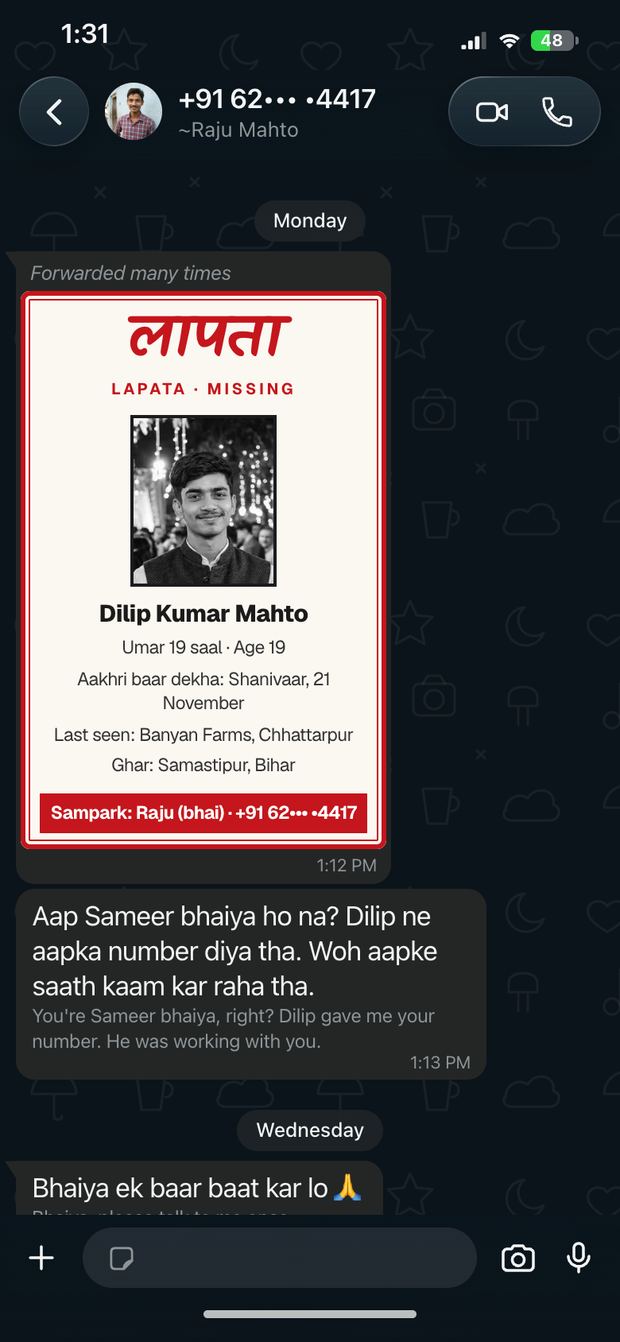 1:31
48
+91 62••• •4417
~Raju Mahto
Monday
Forwarded many times
लापता
LAPATA · MISSING
Dilip Kumar Mahto
Umar 19 saal · Age 19
Aakhri baar dekha: Shanivaar, 21
November
Last seen: Banyan Farms, Chhattarpur
Ghar: Samastipur, Bihar
Sampark: Raju (bhai) · +91 62••• •4417
1:12 PM
Aap Sameer bhaiya ho na? Dilip ne
aapka number diya tha. Woh aapke
saath kaam kar raha tha.
You're Sameer bhaiya, right? Dilip gave me your
number. He was working with you.
1:13 PM
Wednesday
Bhaiya ek baar baat kar lo 🙏